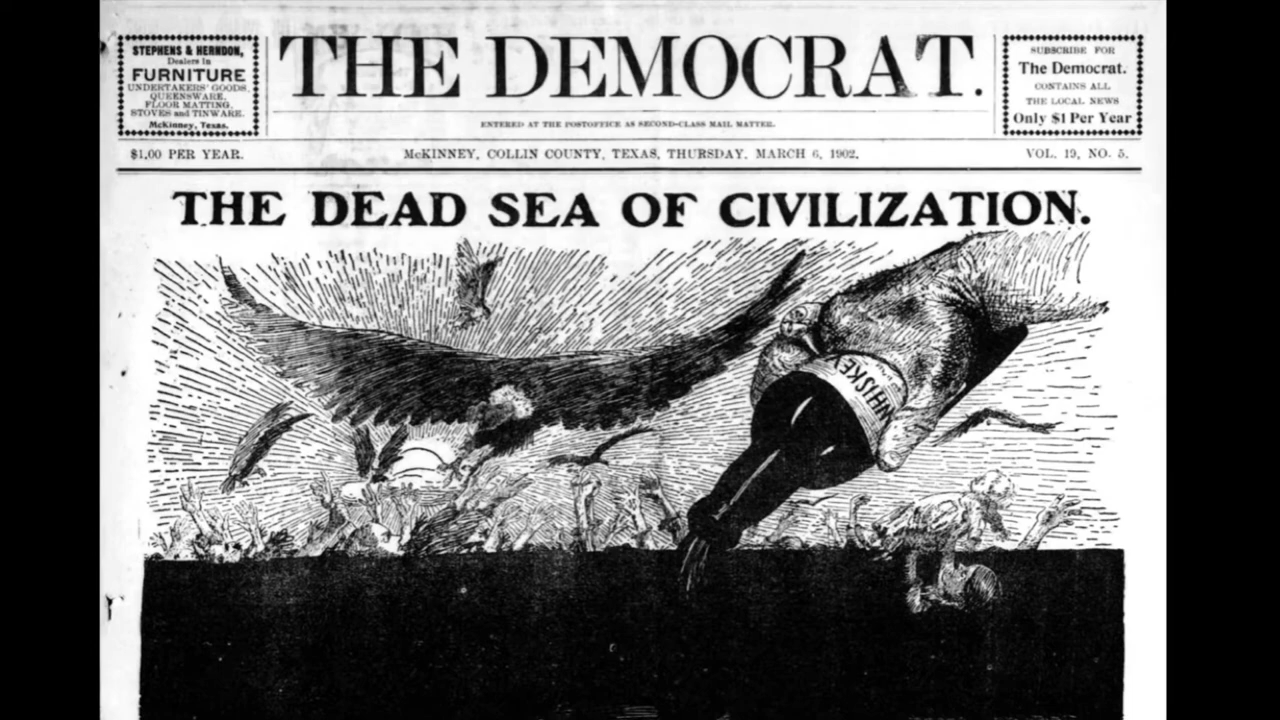 STEPHENS & HERNDON,
Dealers In
FURNITURE
UNDERTAKERS' GOODS,
QUEENSWARE,
FLOOR MATTING,
STOVES and TINWARE.
McKinney, Texas.
THE DEMOCRAT.
ENTERED AT THE POSTOFFICE AS SECOND-CLASS MAIL MATTER.
SUBSCRIBE FOR
The Democrat.
CONTAINS ALL
THE LOCAL NEWS
Only $1 Per Year
$1.00 PER YEAR.
McKINNEY, COLLIN COUNTY, TEXAS, THURSDAY, MARCH 6, 1902.
VOL. 19, NO. 5.
THE DEAD SEA OF CIVILIZATION.
WHISKEY